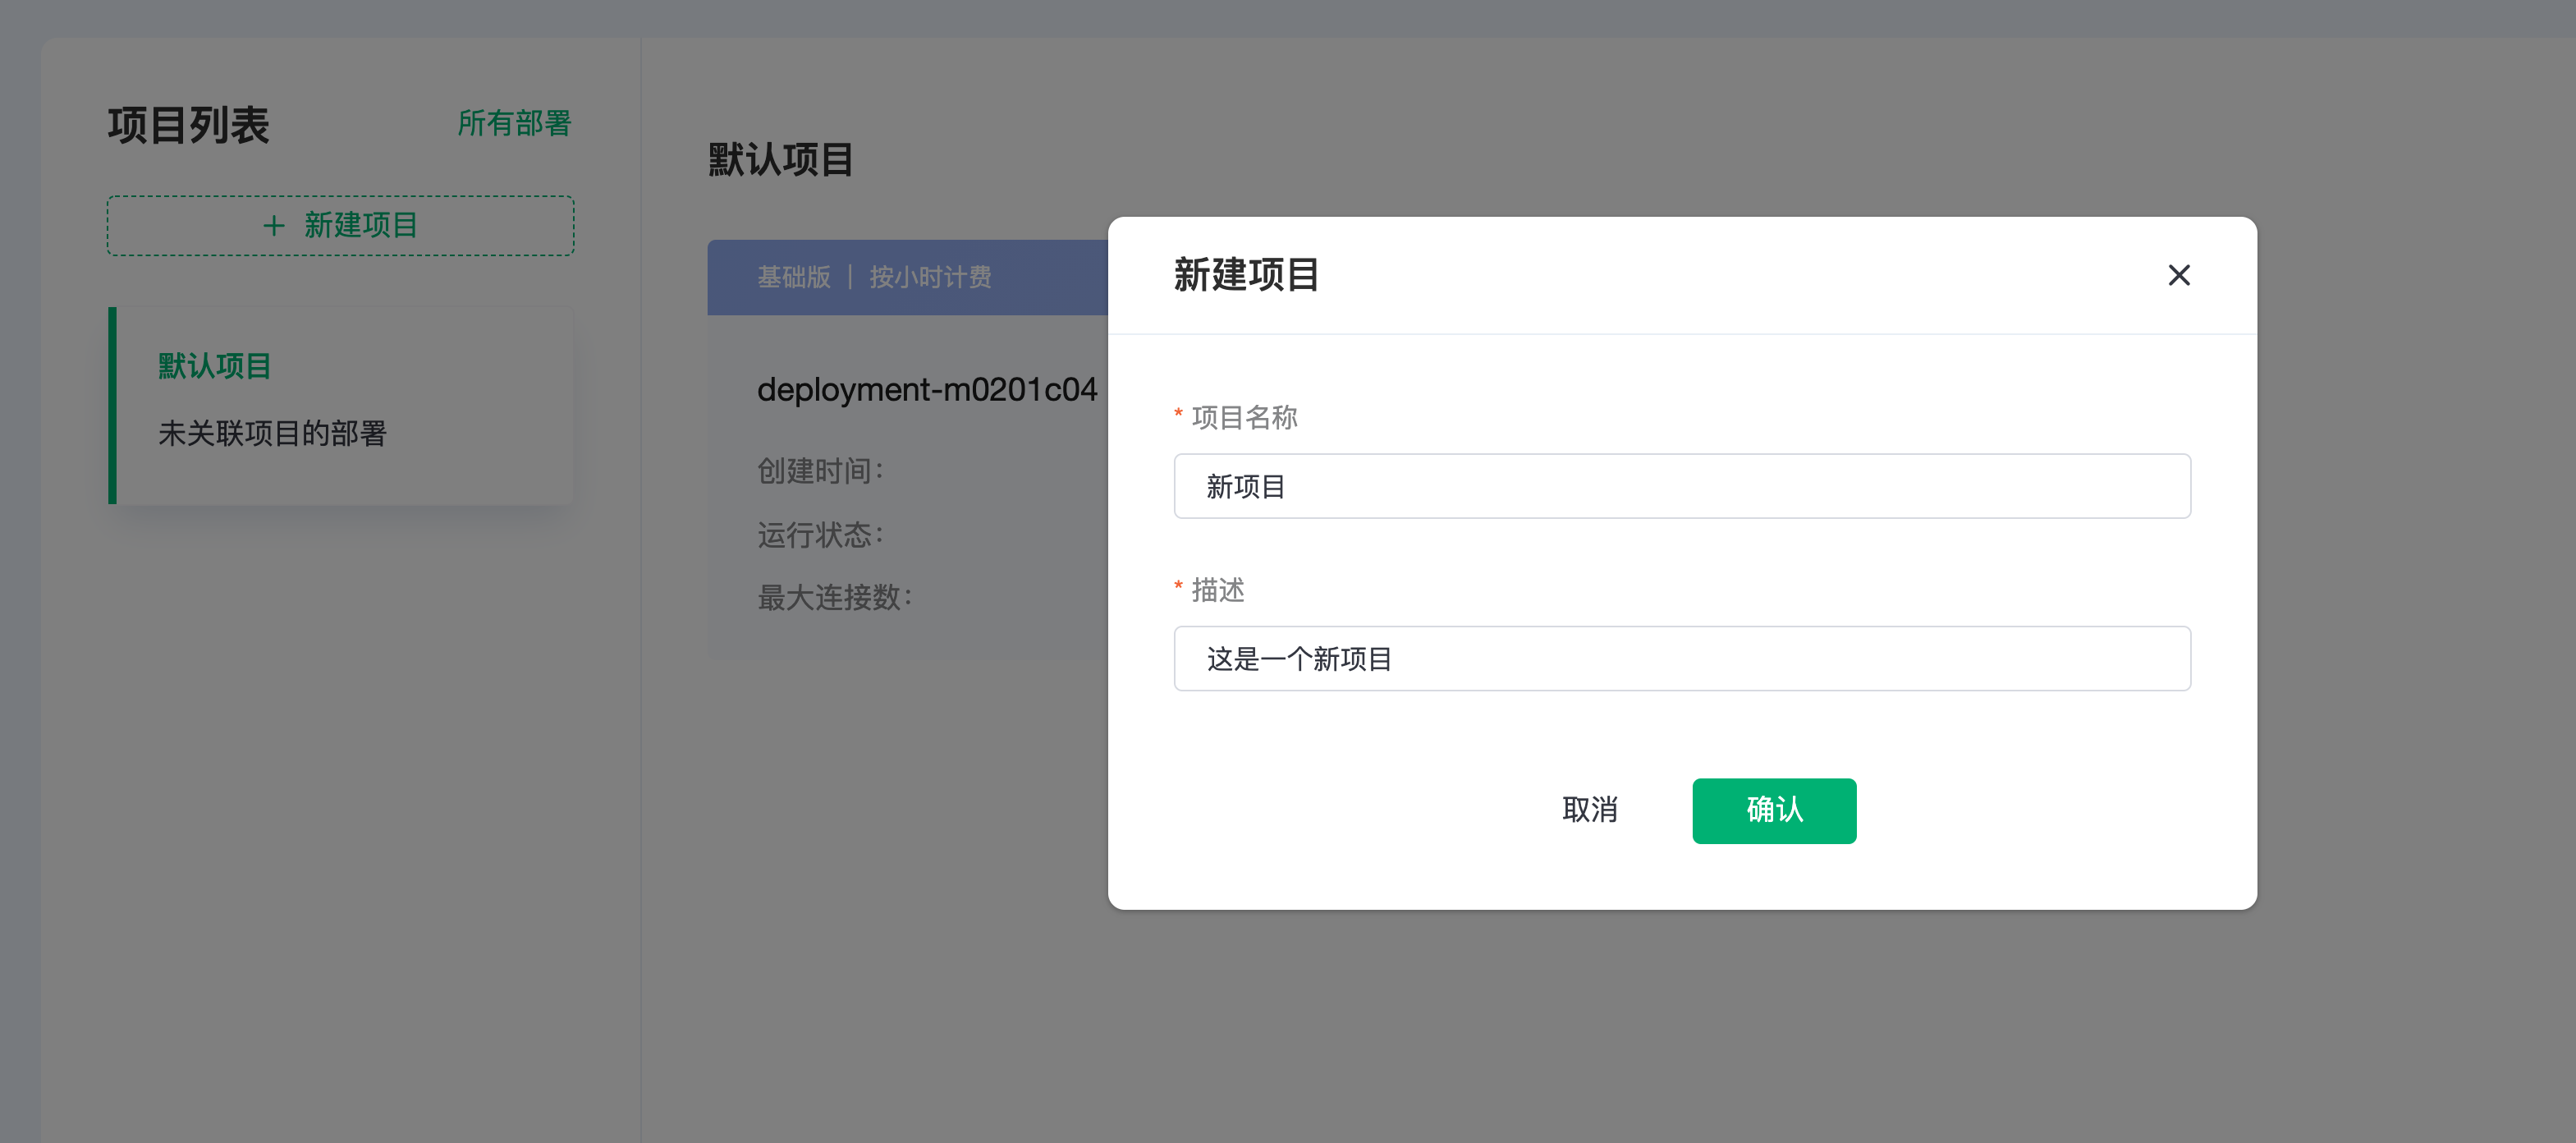 项目列表
所有部署
+ 新建项目
默认项目
未关联项目的部署
默认项目
基础版 | 按小时计费
deployment-m0201c04
创建时间：
运行状态：
最大连接数：
新建项目
* 项目名称
新项目
* 描述
这是一个新项目
取消
确认